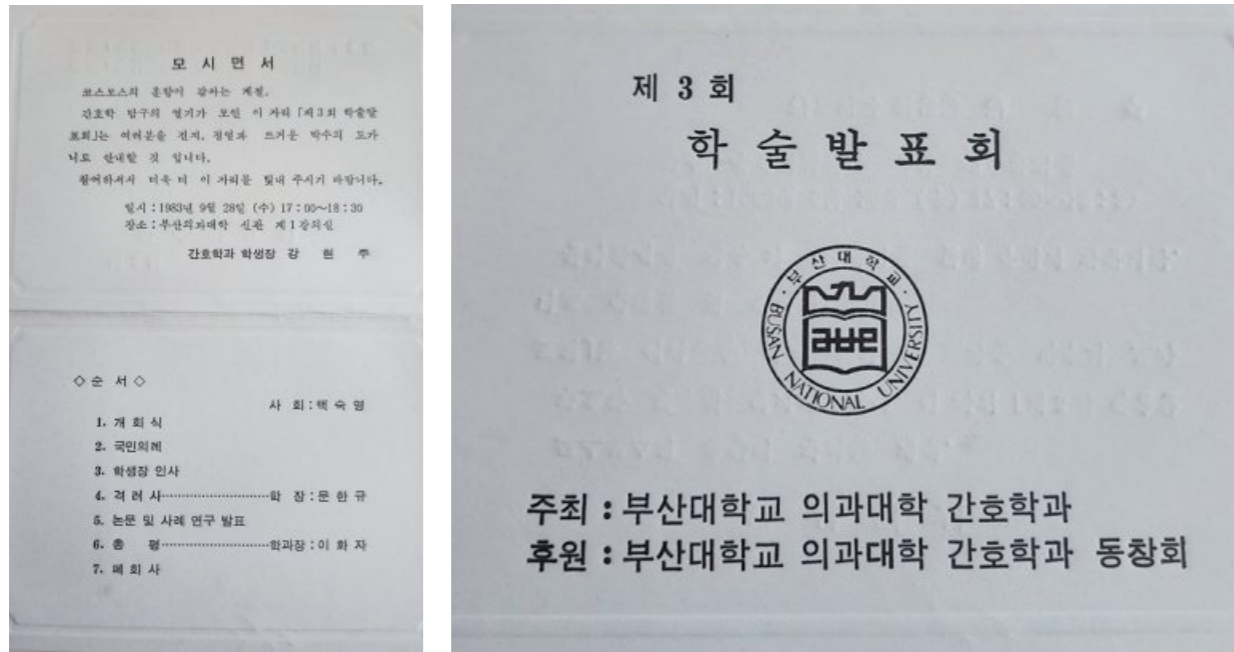 모 시 면 서
코스모스의 훈향이 감싸는 계절.
간호학 탐구의 열기가 모인 이 자리 「제3회 학술발
표회」는 여러분을 진지, 정열과 뜨거운 박수의 도가
니로 안내할 것 입니다.
참여하셔서 더욱 더 이 자리를 빛내 주시기 바랍니다.
일시 : 1983년 9월 28일 (수) 17 : 00~18 : 30
장소 : 부산의과대학 신관 제1강의실
간호학과 학생장 강 현 주
◇ 순 서 ◇
사 회 : 백 숙 영
1. 개 회 식
2. 국민의례
3. 학생장 인사
4. 격 려 사··························학 장 : 문 한 규
5. 논문 및 사례 연구 발표
6. 총 평··························학과장 : 이 화 자
7. 폐 회 사
제 3 회
학 술 발 표 회
· 부 산 대 학 교 ·
BUSAN NATIONAL UNIVERSITY
주최 : 부산대학교 의과대학 간호학과
후원 : 부산대학교 의과대학 간호학과 동창회